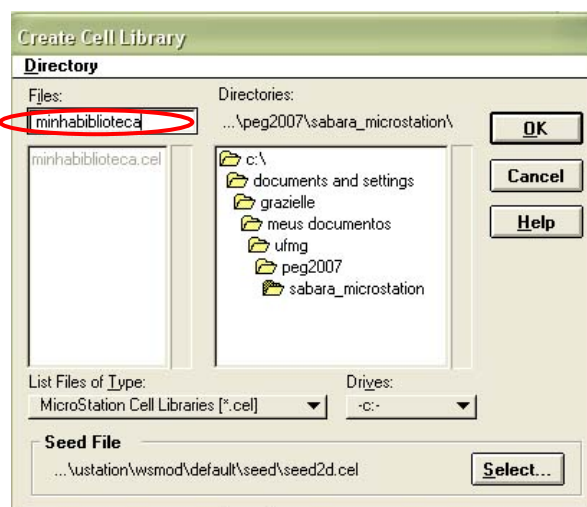 Create Cell Library
Directory
Files:
Directories:
minhabiblioteca
...\peg2007\sabara_microstation\
OK
minhabiblioteca.cel
c:\
documents and settings
grazielle
meus documentos
ufmg
peg2007
sabara_microstation
Cancel
Help
List Files of Type:
Drives:
MicroStation Cell Libraries [*.cel]
-c:-
Seed File
...\ustation\wsmod\default\seed\seed2d.cel
Select...